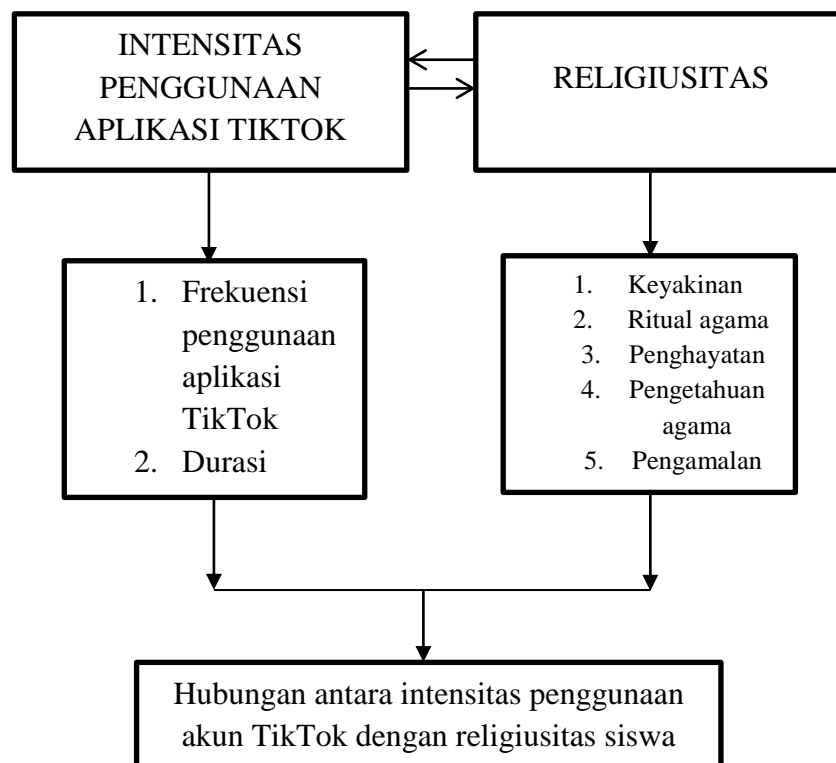 INTENSITAS
PENGGUNAAN
APLIKASI TIKTOK
RELIGIUSITAS
1. Frekuensi
penggunaan
aplikasi
TikTok
2. Durasi
1. Keyakinan
2. Ritual agama
3. Penghayatan
4. Pengetahuan
agama
5. Pengamalan
Hubungan antara intensitas penggunaan
akun TikTok dengan religiusitas siswa